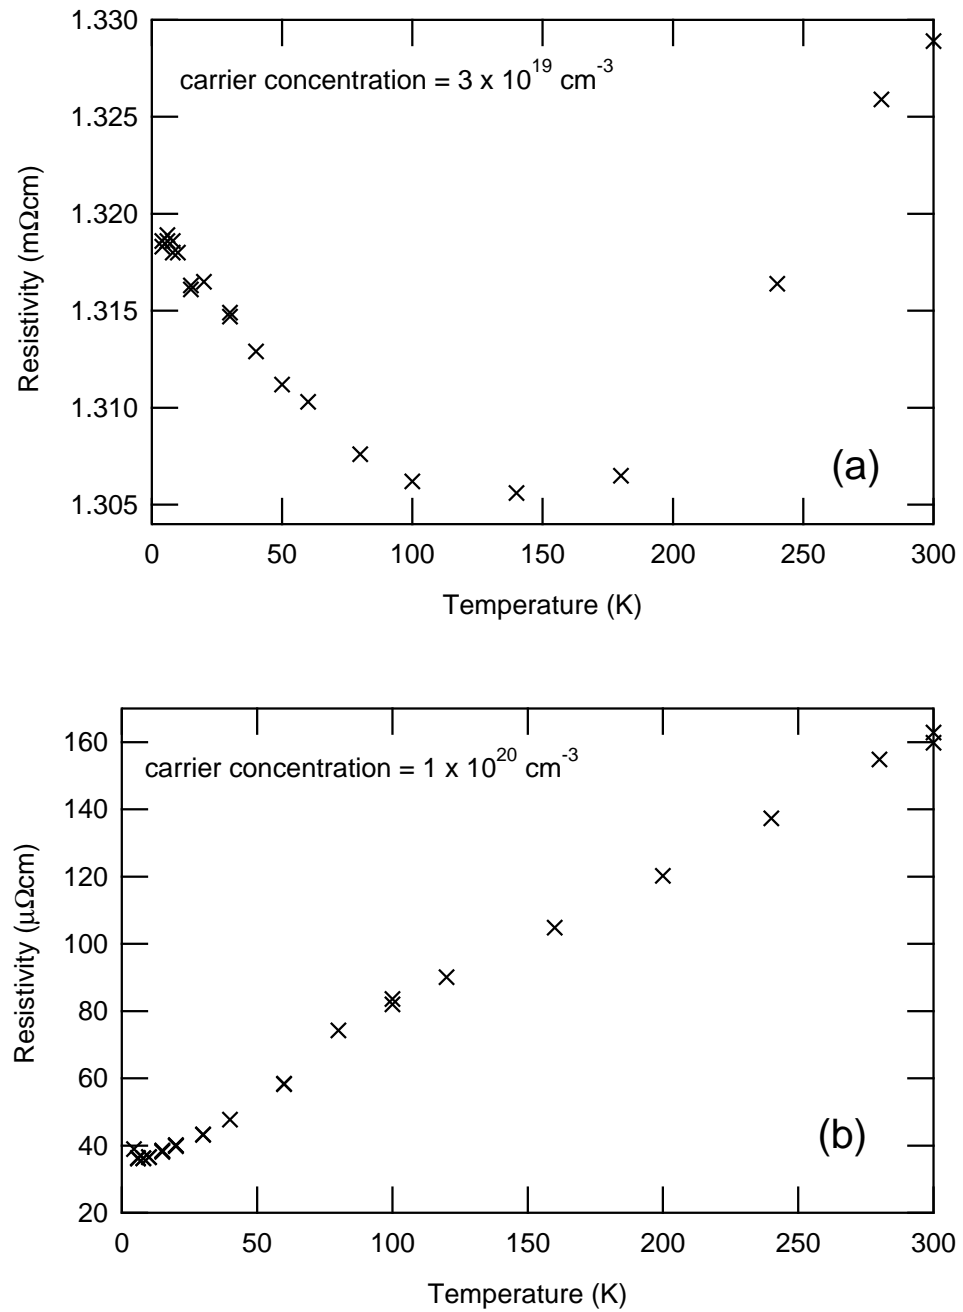 1.330
carrier concentration = 3 x 10^19 cm^-3
1.325
1.320
1.315
1.310
1.305
Resistivity (mΩcm)
(a)
0 50 100 150 200 250 300
Temperature (K)
160
carrier concentration = 1 x 10^20 cm^-3
140
120
100
80
60
40
20
Resistivity (μΩcm)
(b)
0 50 100 150 200 250 300
Temperature (K)